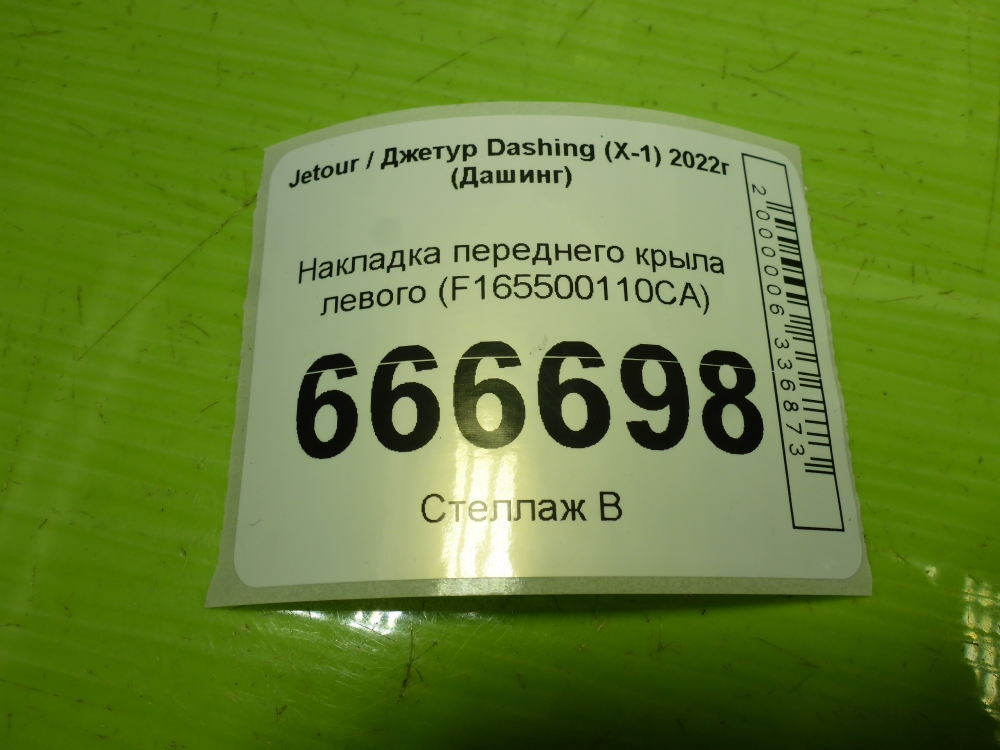 Jetour / Джетур Dashing (X-1) 2022г
(Дашинг)
Накладка переднего крыла
левого (F165500110CA)
666698
Стеллаж В
2000006336873